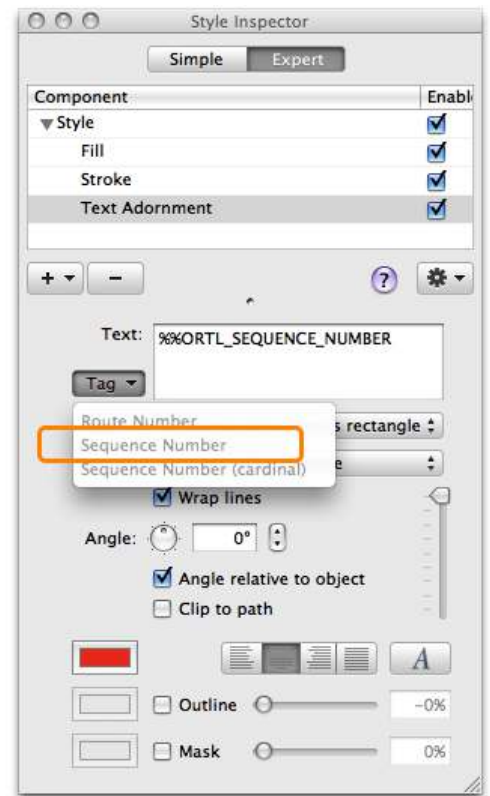 Style Inspector
Simple Expert
Component Enabl
Style
Fill
Stroke
Text Adornment
+ − ?
Text: %%ORTL_SEQUENCE_NUMBER
Tag
Route Number
s rectangle
Sequence Number
e
Sequence Number (cardinal)
Wrap lines
Angle: 0°
Angle relative to object
Clip to path
A
Outline -0%
Mask 0%